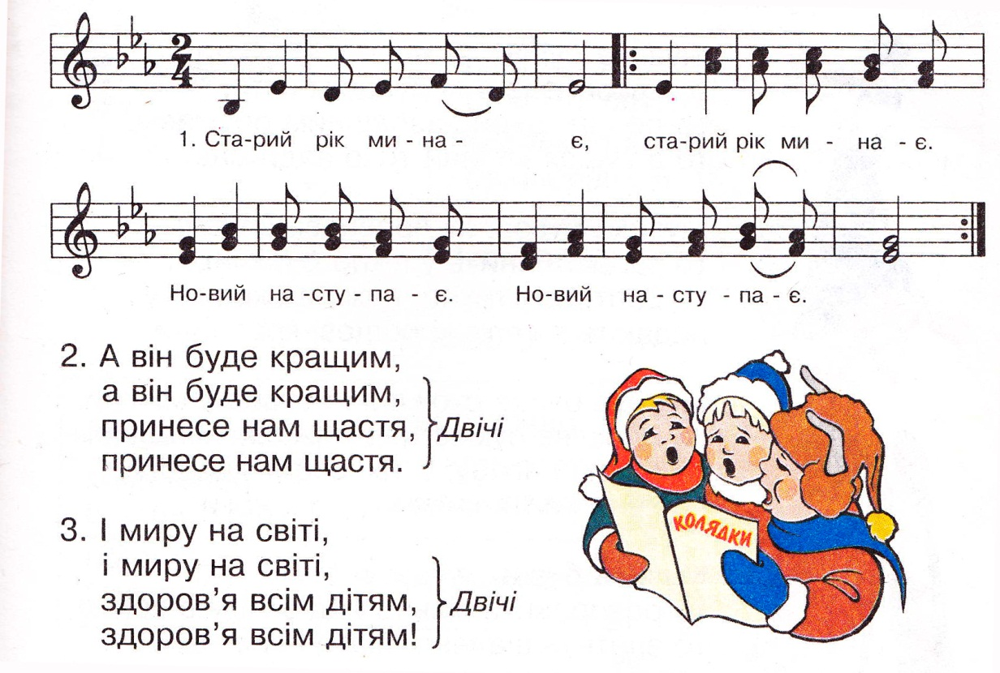 2
4
1. Ста-рий рік ми - на - є, ста-рий рік ми - на - є.
Но-вий на -сту - па - є. Но-вий на - сту - па - є.
2. А він буде кращим,
а він буде кращим,
принесе нам щастя,
принесе нам щастя.
Двічі
3. І миру на світі,
і миру на світі,
здоров’я всім дітям,
здоров’я всім дітям!
Двічі
КОЛЯДКИ